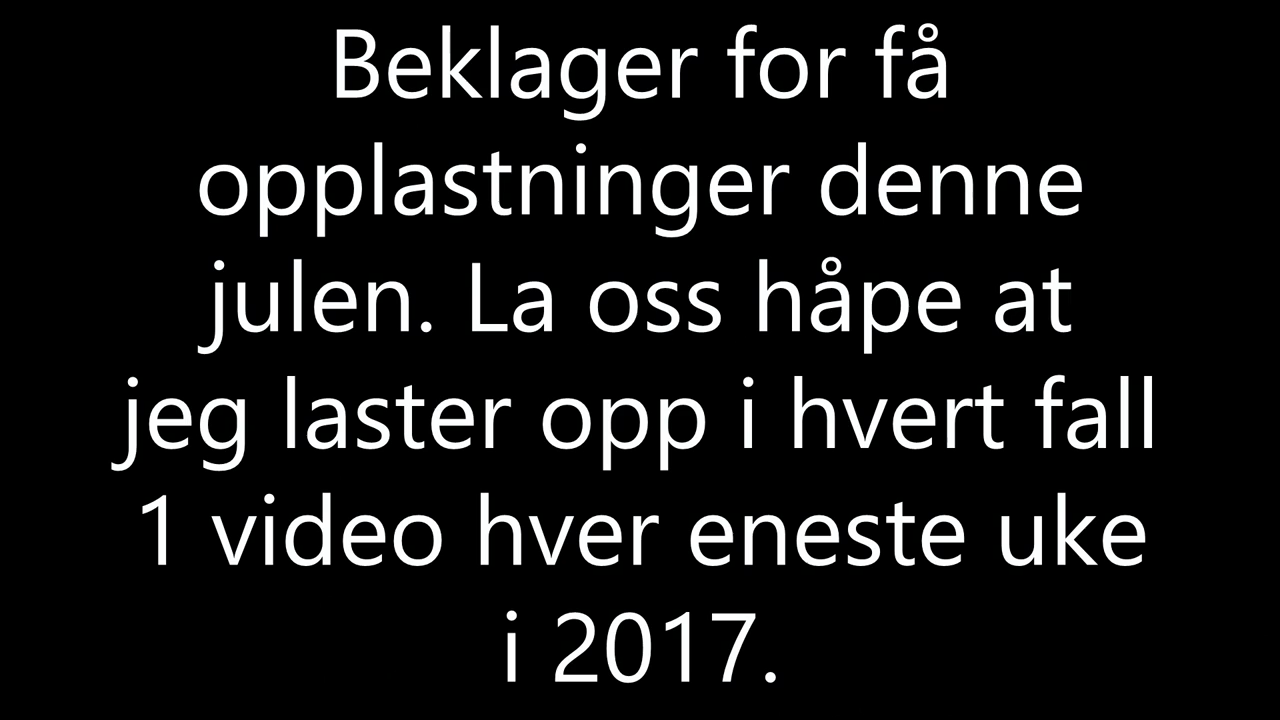 Beklager for få
opplastninger denne
julen. La oss håpe at
jeg laster opp i hvert fall
1 video hver eneste uke
i 2017.